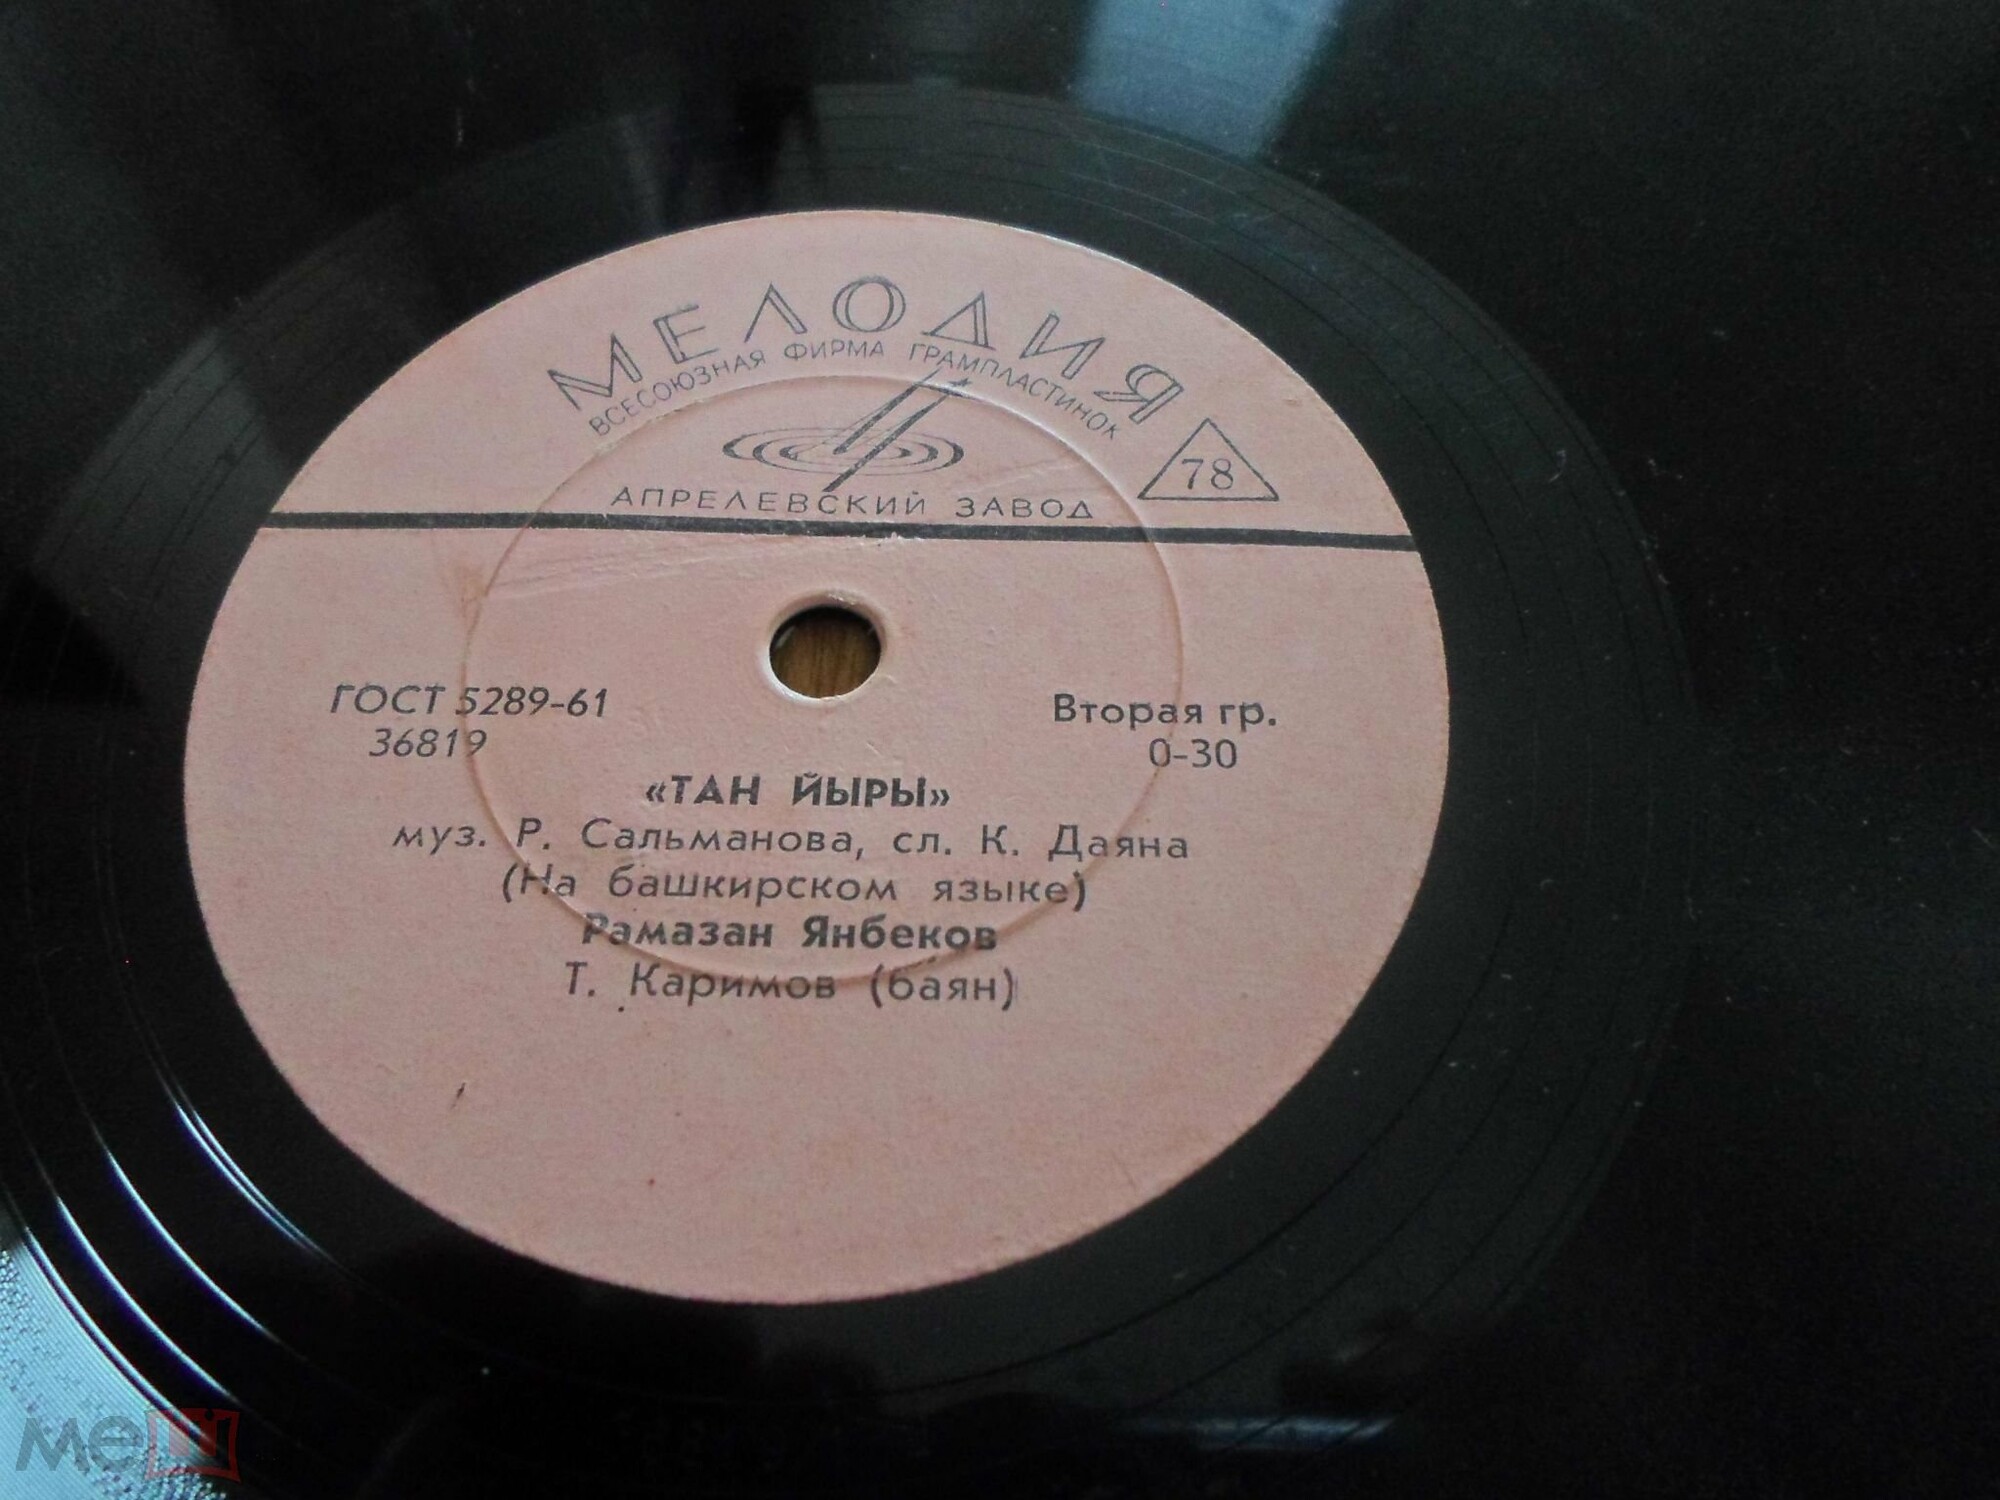 МЕЛОДИЯ
ВСЕСОЮЗНАЯ ФИРМА ГРАМПЛАСТИНОК
АПРЕЛЕВСКИЙ ЗАВОД
78
ГОСТ 5289-61
36819
Вторая гр.
0-30
«ТАН ЙЫРЫ»
муз. Р. Сальманова, сл. К. Даяна
(На башкирском языке)
Рамазан Янбеков
Т. Каримов (баян)